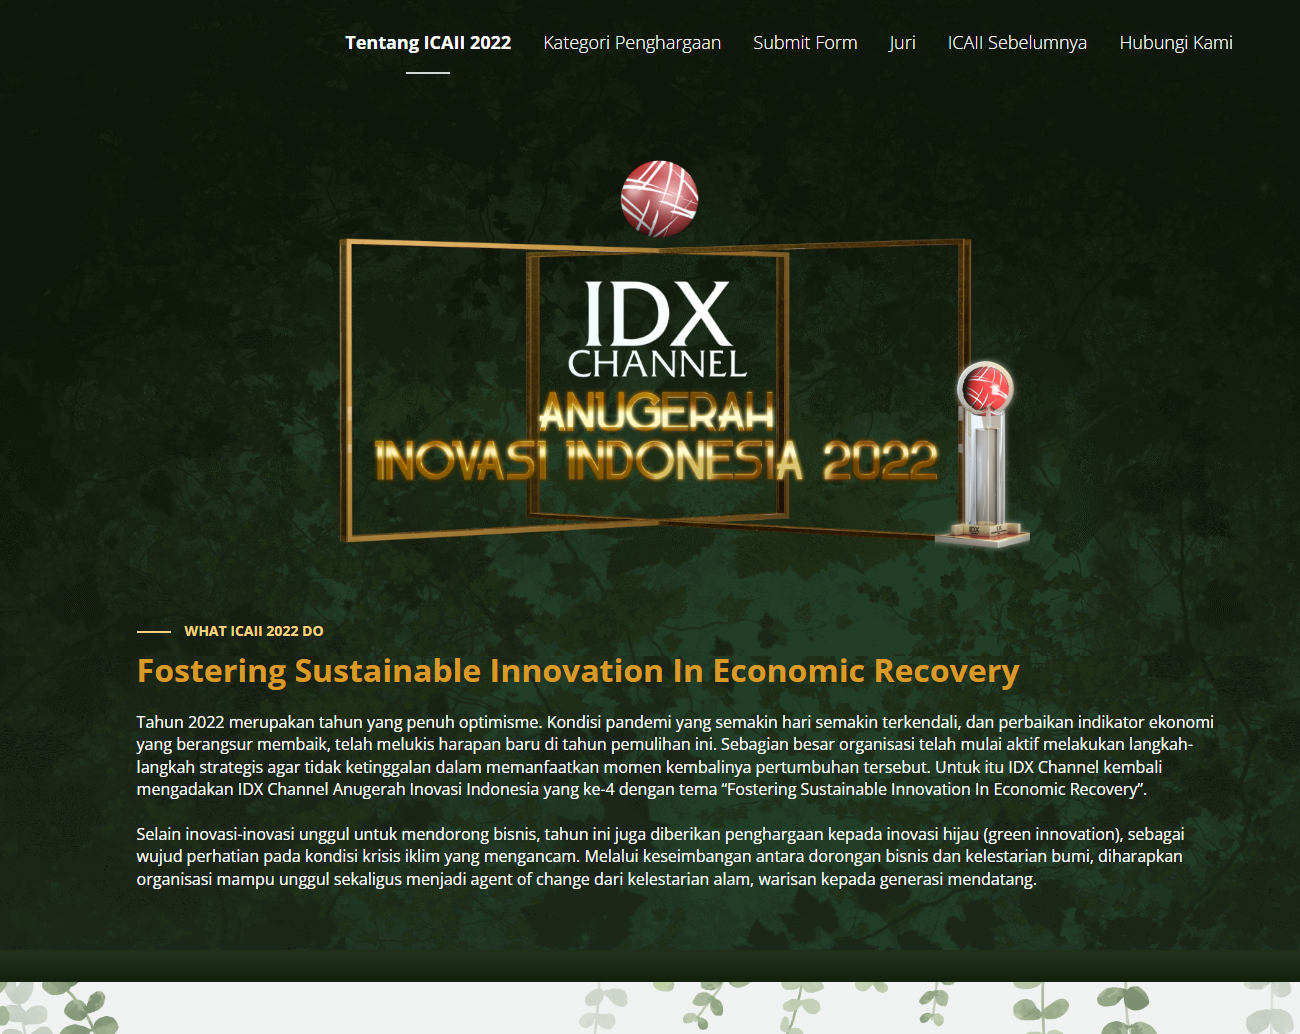 Tentang ICAII 2022 Kategori Penghargaan Submit Form Juri ICAII Sebelumnya Hubungi Kami
IDX
CHANNEL
ANUGERAH
INOVASI INDONESIA 2022
IDX
WHAT ICAII 2022 DO
Fostering Sustainable Innovation In Economic Recovery
Tahun 2022 merupakan tahun yang penuh optimisme. Kondisi pandemi yang semakin hari semakin terkendali, dan perbaikan indikator ekonomi
yang berangsur membaik, telah melukis harapan baru di tahun pemulihan ini. Sebagian besar organisasi telah mulai aktif melakukan langkah-
langkah strategis agar tidak ketinggalan dalam memanfaatkan momen kembalinya pertumbuhan tersebut. Untuk itu IDX Channel kembali
mengadakan IDX Channel Anugerah Inovasi Indonesia yang ke-4 dengan tema “Fostering Sustainable Innovation In Economic Recovery”.
Selain inovasi-inovasi unggul untuk mendorong bisnis, tahun ini juga diberikan penghargaan kepada inovasi hijau (green innovation), sebagai
wujud perhatian pada kondisi krisis iklim yang mengancam. Melalui keseimbangan antara dorongan bisnis dan kelestarian bumi, diharapkan
organisasi mampu unggul sekaligus menjadi agent of change dari kelestarian alam, warisan kepada generasi mendatang.